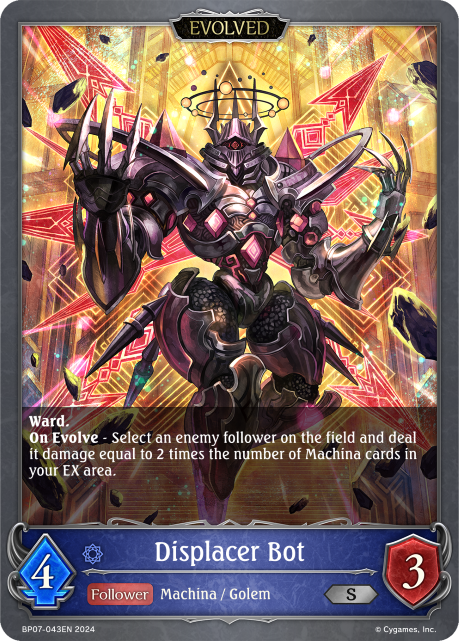 EVOLVED
Ward.
On Evolve - Select an enemy follower on the field and deal
it damage equal to 2 times the number of Machina cards in
your EX area.
Displacer Bot
4
3
Follower Machina / Golem S
BP07-043EN 2024 © Cygames, Inc.